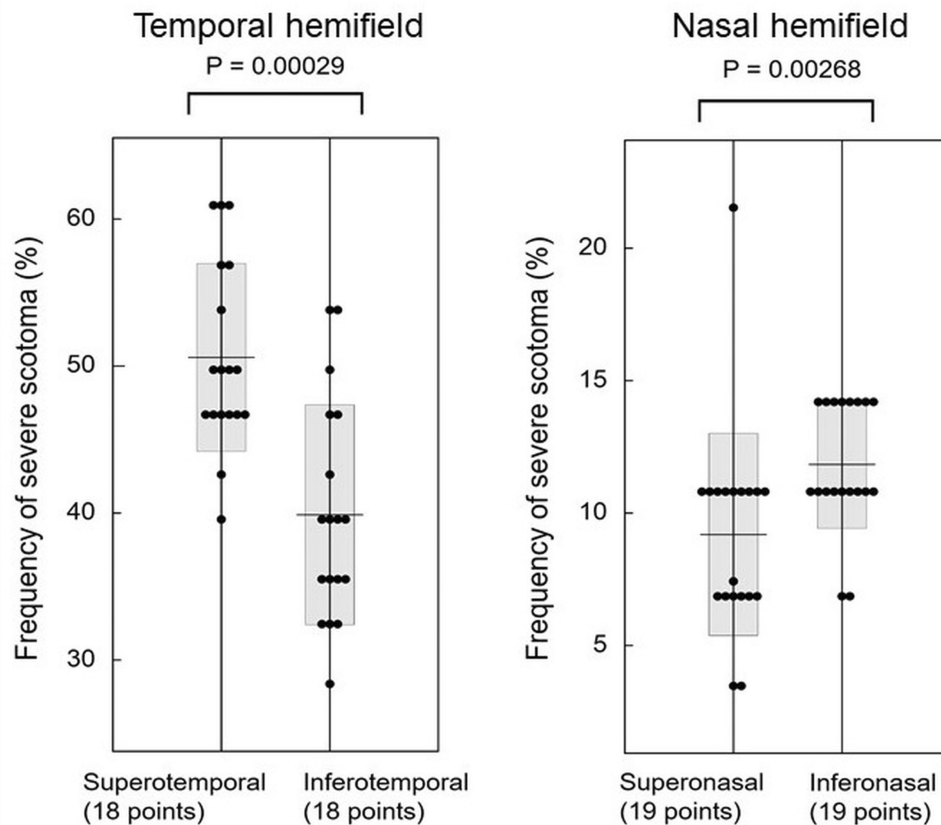 Temporal hemifield
P = 0.00029
Frequency of severe scotoma (%)
60
50
40
30
Superotemporal
(18 points)
Inferotemporal
(18 points)
Nasal hemifield
P = 0.00268
Frequency of severe scotoma (%)
20
15
10
5
Superonasal
(19 points)
Inferonasal
(19 points)